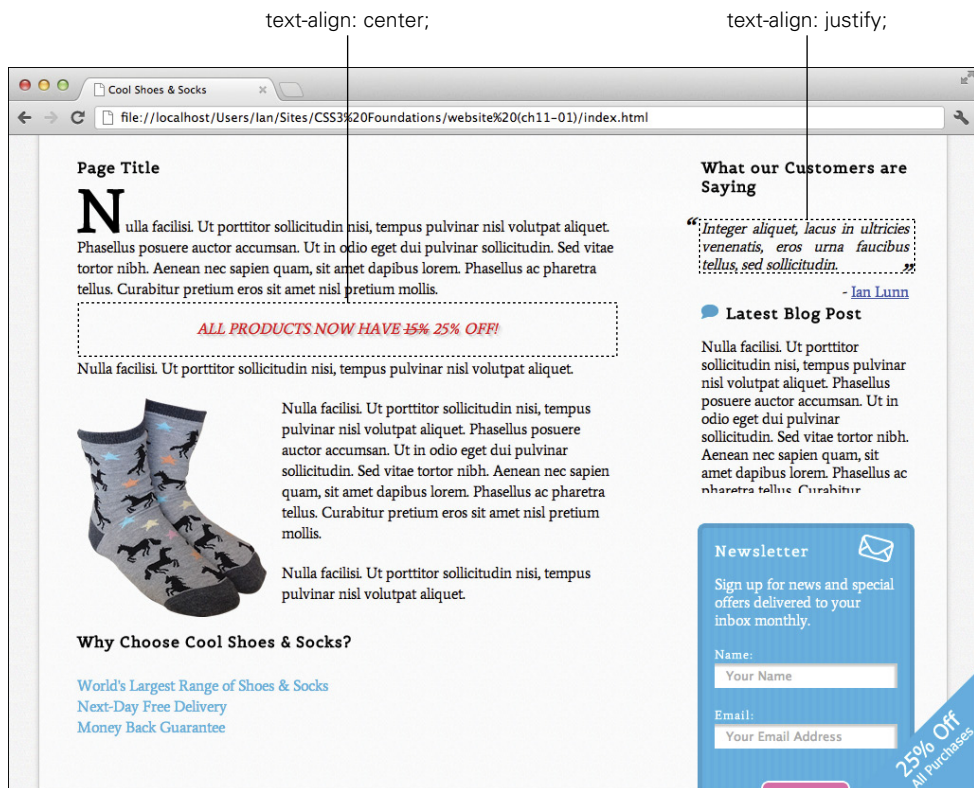 text-align: center;
text-align: justify;
Cool Shoes & Socks
file://localhost/Users/Ian/Sites/CSS3%20Foundations/website%20(ch11-01)/index.html
Page Title
Nulla facilisi. Ut porttitor sollicitudin nisi, tempus pulvinar nisl volutpat aliquet.
Phasellus posuere auctor accumsan. Ut in odio eget dui pulvinar sollicitudin. Sed vitae
tortor nibh. Aenean nec sapien quam, sit amet dapibus lorem. Phasellus ac pharetra
tellus. Curabitur pretium eros sit amet nisl pretium mollis.
ALL PRODUCTS NOW HAVE 15% 25% OFF!
Nulla facilisi. Ut porttitor sollicitudin nisi, tempus pulvinar nisl volutpat aliquet.
Nulla facilisi. Ut porttitor sollicitudin nisi, tempus
pulvinar nisl volutpat aliquet. Phasellus posuere
auctor accumsan. Ut in odio eget dui pulvinar
sollicitudin. Sed vitae tortor nibh. Aenean nec sapien
quam, sit amet dapibus lorem. Phasellus ac pharetra
tellus. Curabitur pretium eros sit amet nisl pretium
mollis.
Nulla facilisi. Ut porttitor sollicitudin nisi, tempus
pulvinar nisl volutpat aliquet.
Why Choose Cool Shoes & Socks?
World's Largest Range of Shoes & Socks
Next-Day Free Delivery
Money Back Guarantee
What our Customers are
Saying
“ Integer aliquet, lacus in ultricies
venenatis, eros urna faucibus
tellus, sed sollicitudin. ”
- Ian Lunn
Latest Blog Post
Nulla facilisi. Ut porttitor
sollicitudin nisi, tempus pulvinar
nisl volutpat aliquet. Phasellus
posuere auctor accumsan. Ut in
odio eget dui pulvinar
sollicitudin. Sed vitae tortor nibh.
Aenean nec sapien quam, sit
amet dapibus lorem. Phasellus ac
pharetra tellus. Curabitur
Newsletter
Sign up for news and special
offers delivered to your
inbox monthly.
Name:
Your Name
Email:
Your Email Address
25% Off
All Purchases